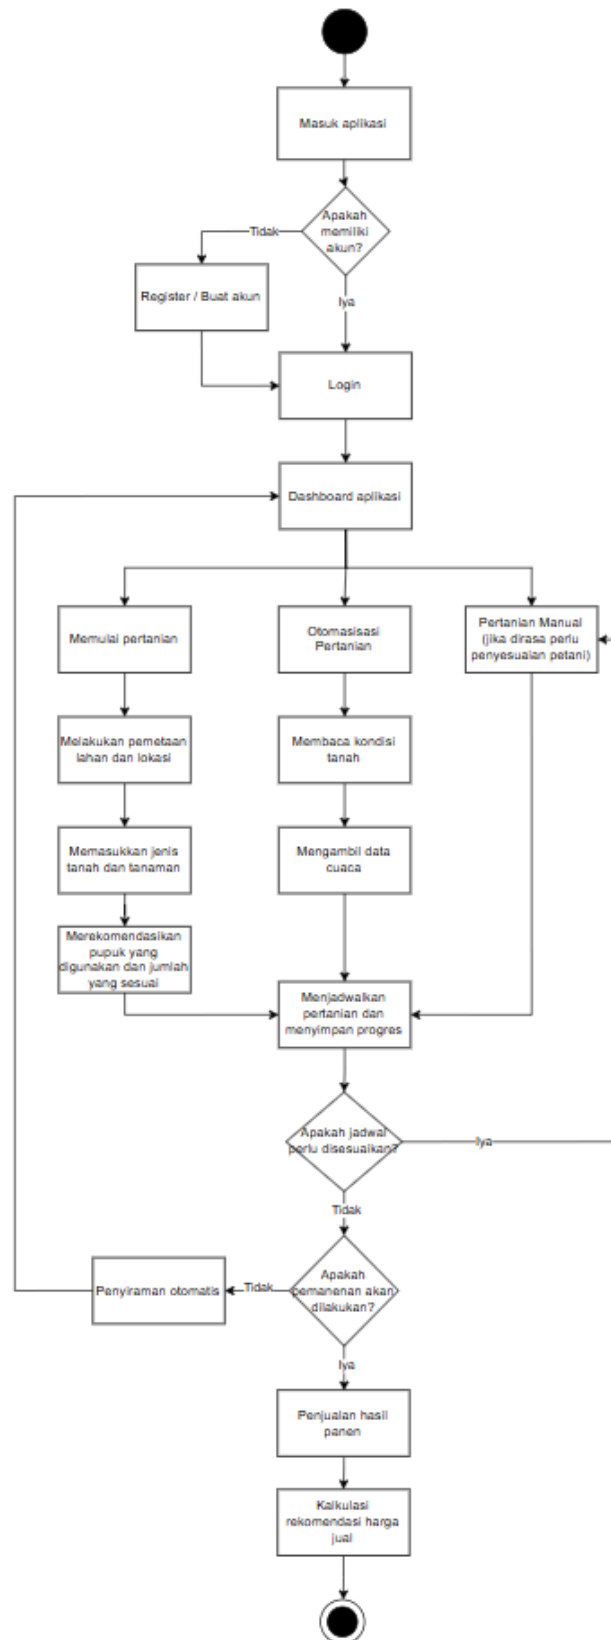 Masuk aplikasi
Apakah
memiliki
akun?
Tidak
Iya
Register / Buat akun
Login
Dashboard aplikasi
Memulai pertanian
Otomasisasi
Pertanian
Pertanian Manual
(jika dirasa perlu
penyesuaian petani)
Melakukan pemetaan
lahan dan lokasi
Membaca kondisi
tanah
Memasukkan jenis
tanah dan tanaman
Mengambil data
cuaca
Merekomendasikan
pupuk yang
digunakan dan jumlah
yang sesuai
Menjadwalkan
pertanian dan
menyimpan progres
Apakah jadwal
perlu disesuaikan?
Iya
Tidak
Apakah
pemanenan akan
dilakukan?
Tidak
Penyiraman otomatis
Iya
Penjualan hasil
panen
Kalkulasi
rekomendasi harga
jual